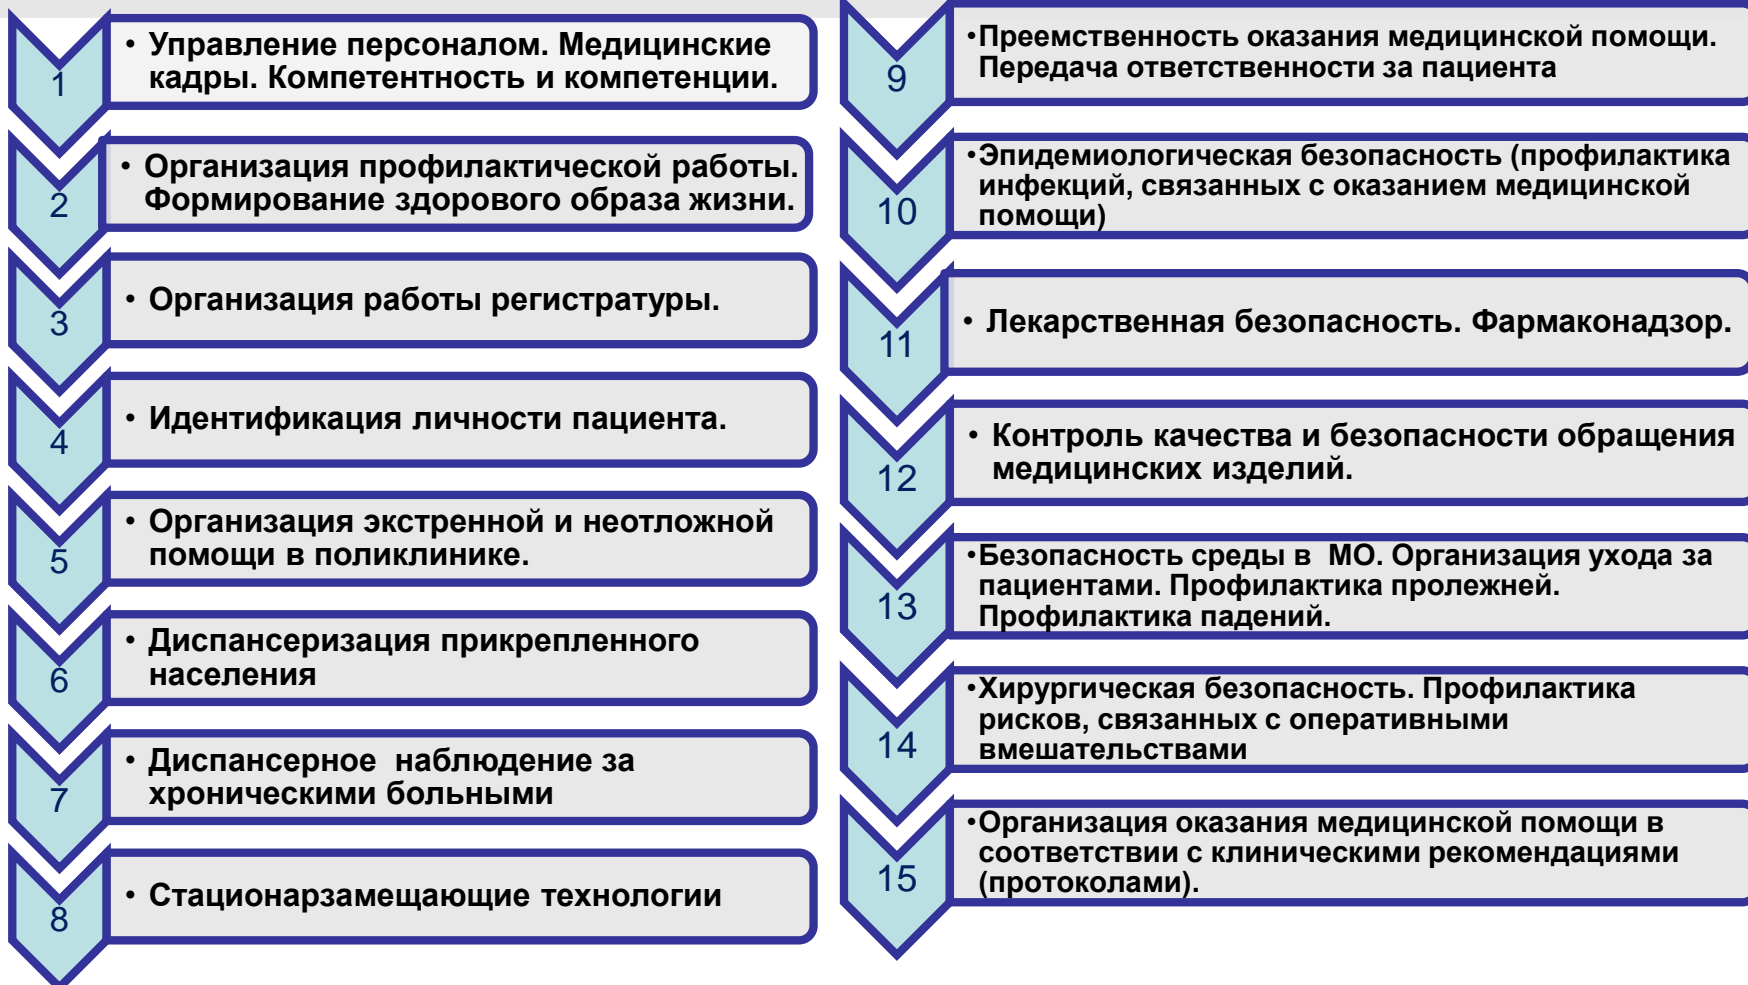 1
• Управление персоналом. Медицинские
кадры. Компетентность и компетенции.
2
• Организация профилактической работы.
Формирование здорового образа жизни.
3
• Организация работы регистратуры.
4
• Идентификация личности пациента.
5
• Организация экстренной и неотложной
помощи в поликлинике.
6
• Диспансеризация прикрепленного
населения
7
• Диспансерное  наблюдение за
хроническими больными
8
• Стационарзамещающие технологии
9
•Преемственность оказания медицинской помощи.
Передача ответственности за пациента
10
•Эпидемиологическая безопасность (профилактика
инфекций, связанных с оказанием медицинской
помощи)
11
• Лекарственная безопасность. Фармаконадзор.
12
• Контроль качества и безопасности обращения
медицинских изделий.
13
•Безопасность среды в  МО. Организация ухода за
пациентами. Профилактика пролежней.
Профилактика падений.
14
•Хирургическая безопасность. Профилактика
рисков, связанных с оперативными
вмешательствами
15
•Организация оказания медицинской помощи в
соответствии с клиническими рекомендациями
(протоколами).